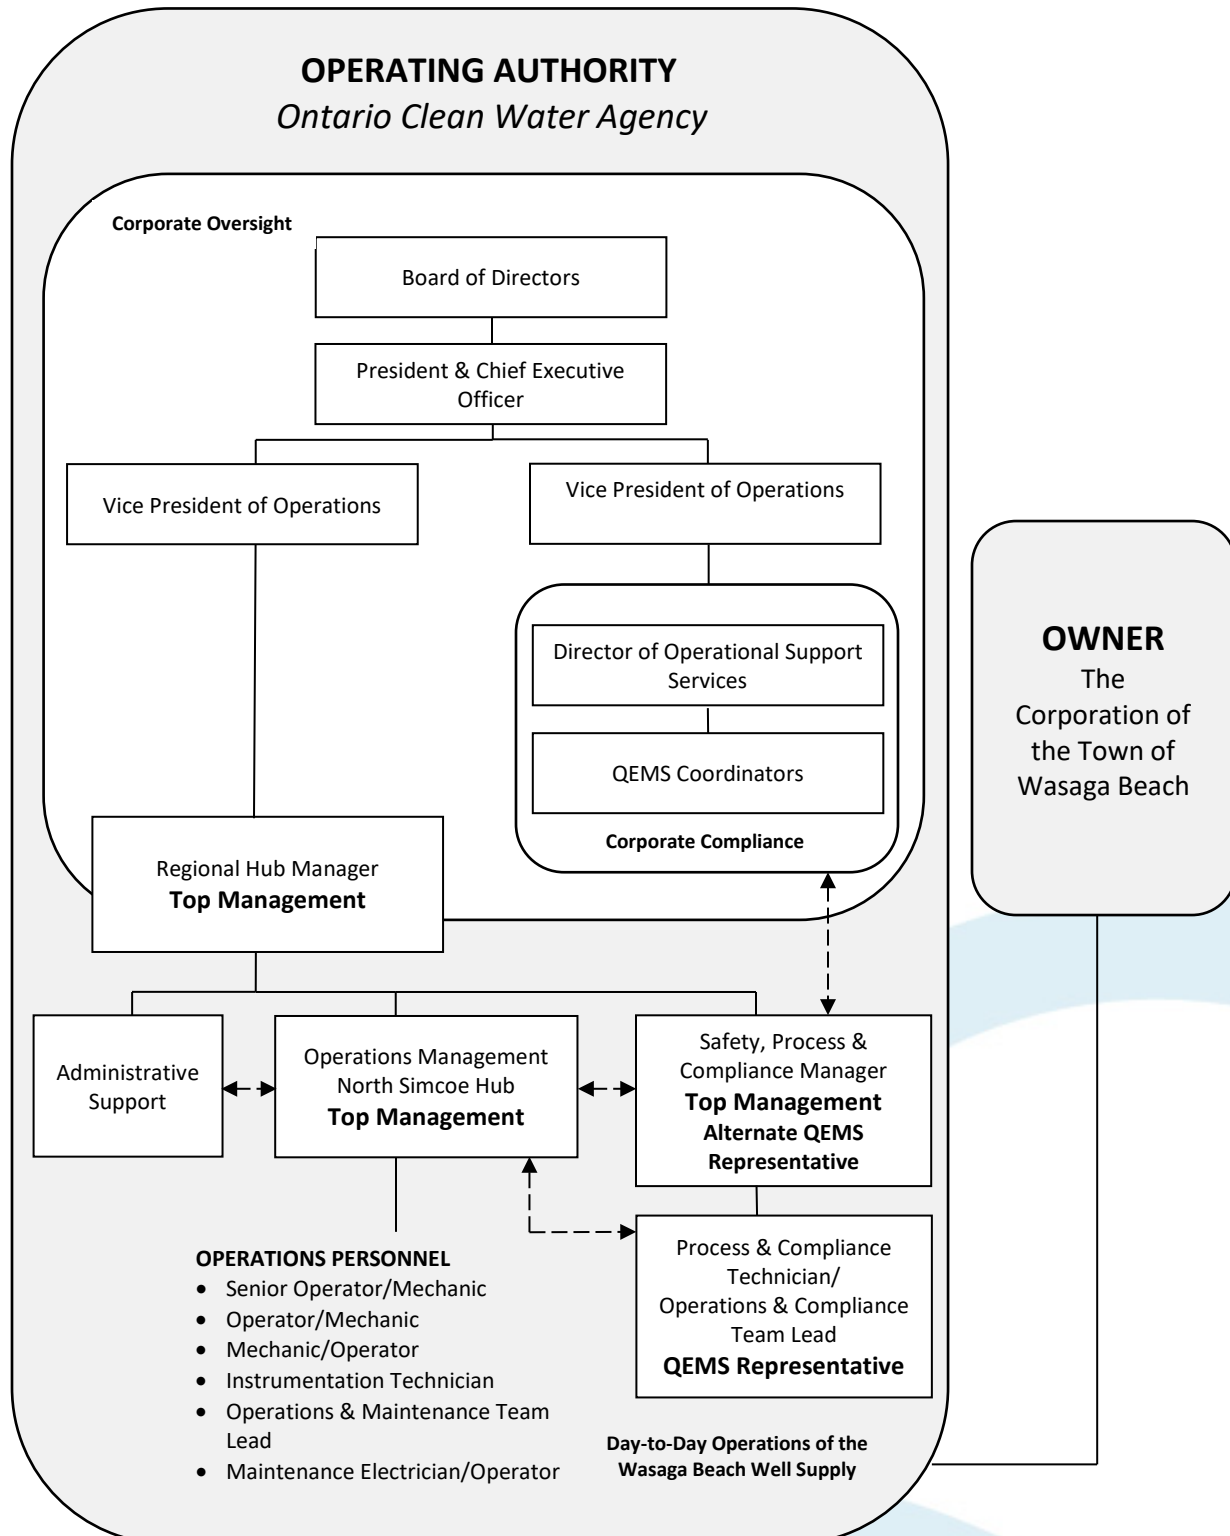 OPERATING AUTHORITY
Ontario Clean Water Agency
Corporate Oversight
Board of Directors
President & Chief Executive
Officer
Vice President of Operations
Vice President of Operations
Director of Operational Support
Services
QEMS Coordinators
Corporate Compliance
Regional Hub Manager
Top Management
Administrative
Support
Operations Management
North Simcoe Hub
Top Management
Safety, Process &
Compliance Manager
Top Management
Alternate QEMS
Representative
Process & Compliance
Technician/
Operations & Compliance
Team Lead
QEMS Representative
OPERATIONS PERSONNEL
• Senior Operator/Mechanic
• Operator/Mechanic
• Mechanic/Operator
• Instrumentation Technician
• Operations & Maintenance Team
Lead
• Maintenance Electrician/Operator
Day-to-Day Operations of the
Wasaga Beach Well Supply
OWNER
The
Corporation of
the Town of
Wasaga Beach